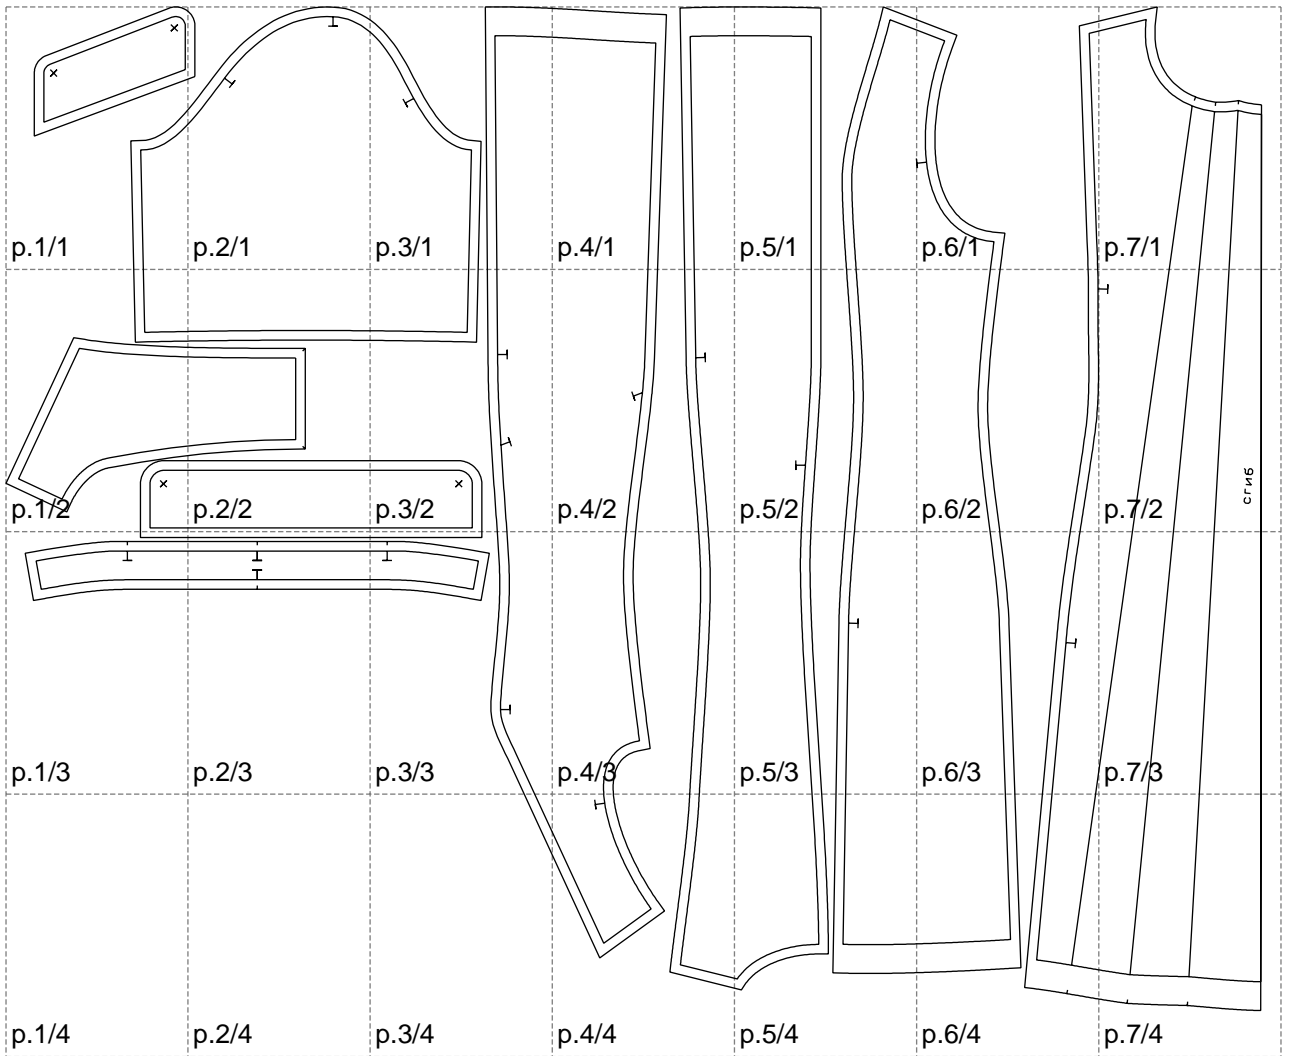 p.1/1 p.2/1 p.3/1 p.4/1 p.5/1 p.6/1 p.7/1
сгиб
p.1/2 p.2/2 p.3/2 p.4/2 p.5/2 p.6/2 p.7/2
p.1/3 p.2/3 p.3/3 p.4/3 p.5/3 p.6/3 p.7/3
p.1/4 p.2/4 p.3/4 p.4/4 p.5/4 p.6/4 p.7/4